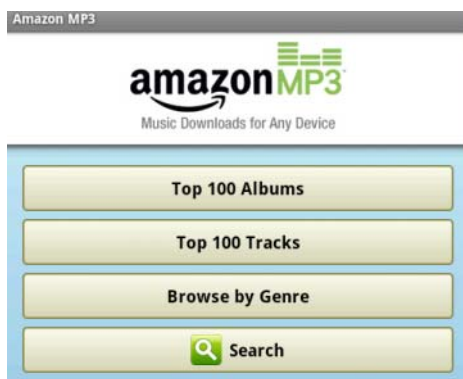 Amazon MP3
amazonMP3
Music Downloads for Any Device
Top 100 Albums
Top 100 Tracks
Browse by Genre
Search